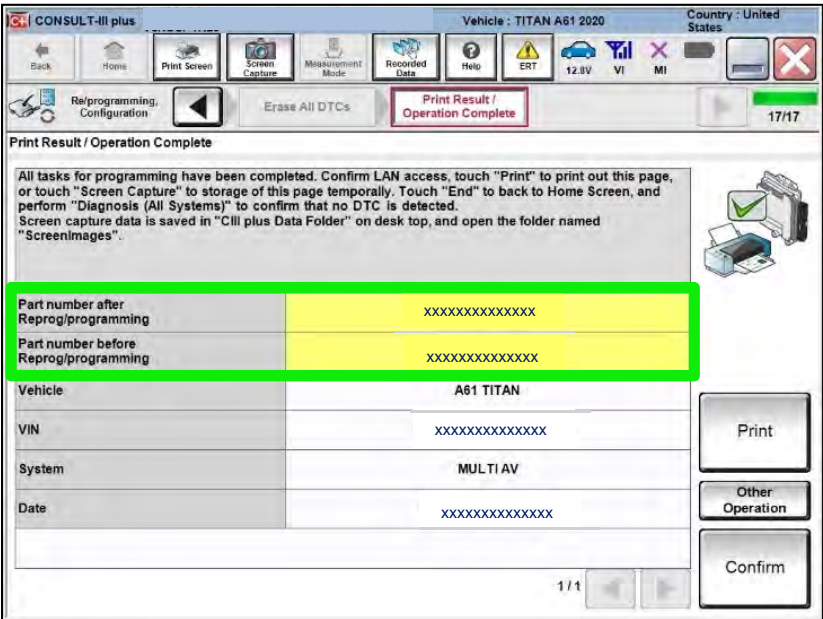 CONSULT-III plus
Vehicle : TITAN A61 2020
Country : United
States
Back
Home
Print Screen
Screen
Capture
Measurement
Mode
Recorded
Data
Help
ERT
12.8V
VI
MI
Re/programming,
Configuration
Erase All DTCs
Print Result /
Operation Complete
17/17
Print Result / Operation Complete
All tasks for programming have been completed. Confirm LAN access, touch "Print" to print out this page,
or touch "Screen Capture" to storage of this page temporally. Touch "End" to back to Home Screen, and
perform "Diagnosis (All Systems)" to confirm that no DTC is detected.
Screen capture data is saved in "CIII plus Data Folder" on desk top, and open the folder named
"ScreenImages".
Part number after
Reprog/programming
XXXXXXXXXXXXXX
Part number before
Reprog/programming
XXXXXXXXXXXXXX
Vehicle
A61 TITAN
VIN
XXXXXXXXXXXXXX
System
MULTI AV
Date
XXXXXXXXXXXXXX
Print
Other
Operation
Confirm
1/1